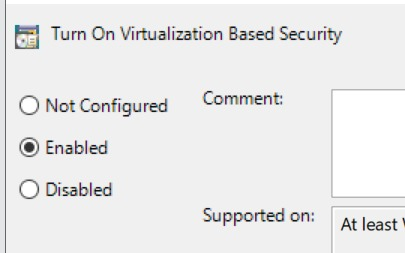 Turn On Virtualization Based Security
Not Configured
Comment:
Enabled
Disabled
Supported on:
At least